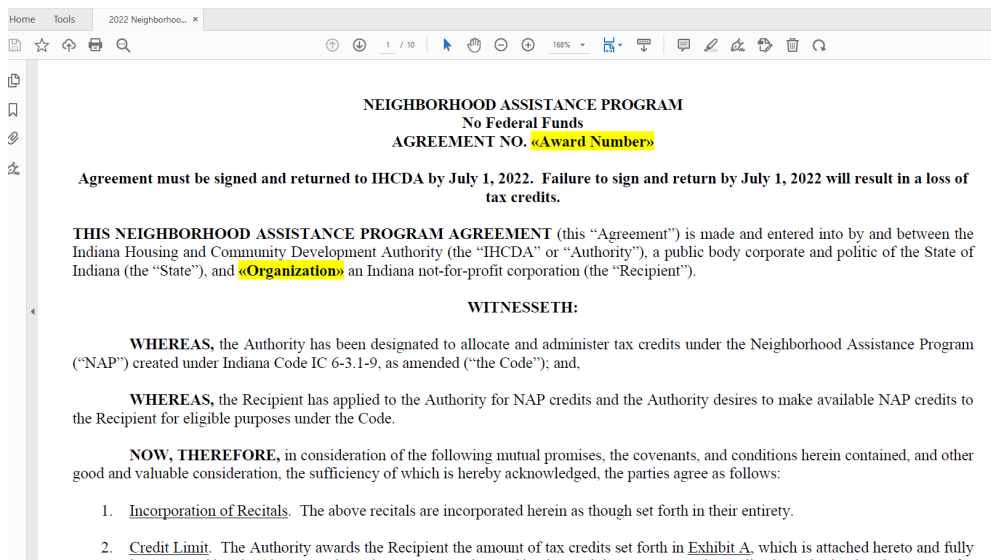 Home Tools 2022 Neighborhoo... ×
1 / 10 168%
NEIGHBORHOOD ASSISTANCE PROGRAM
No Federal Funds
AGREEMENT NO. «Award Number»
Agreement must be signed and returned to IHCDA by July 1, 2022. Failure to sign and return by July 1, 2022 will result in a loss of
tax credits.
THIS NEIGHBORHOOD ASSISTANCE PROGRAM AGREEMENT (this “Agreement”) is made and entered into by and between the
Indiana Housing and Community Development Authority (the “IHCDA” or “Authority”), a public body corporate and politic of the State of
Indiana (the “State”), and «Organization» an Indiana not-for-profit corporation (the “Recipient”).
WITNESSETH:
WHEREAS, the Authority has been designated to allocate and administer tax credits under the Neighborhood Assistance Program
(“NAP”) created under Indiana Code IC 6-3.1-9, as amended (“the Code”); and,
WHEREAS, the Recipient has applied to the Authority for NAP credits and the Authority desires to make available NAP credits to
the Recipient for eligible purposes under the Code.
NOW, THEREFORE, in consideration of the following mutual promises, the covenants, and conditions herein contained, and other
good and valuable consideration, the sufficiency of which is hereby acknowledged, the parties agree as follows:
1. Incorporation of Recitals. The above recitals are incorporated herein as though set forth in their entirety.
2. Credit Limit. The Authority awards the Recipient the amount of tax credits set forth in Exhibit A, which is attached hereto and fully